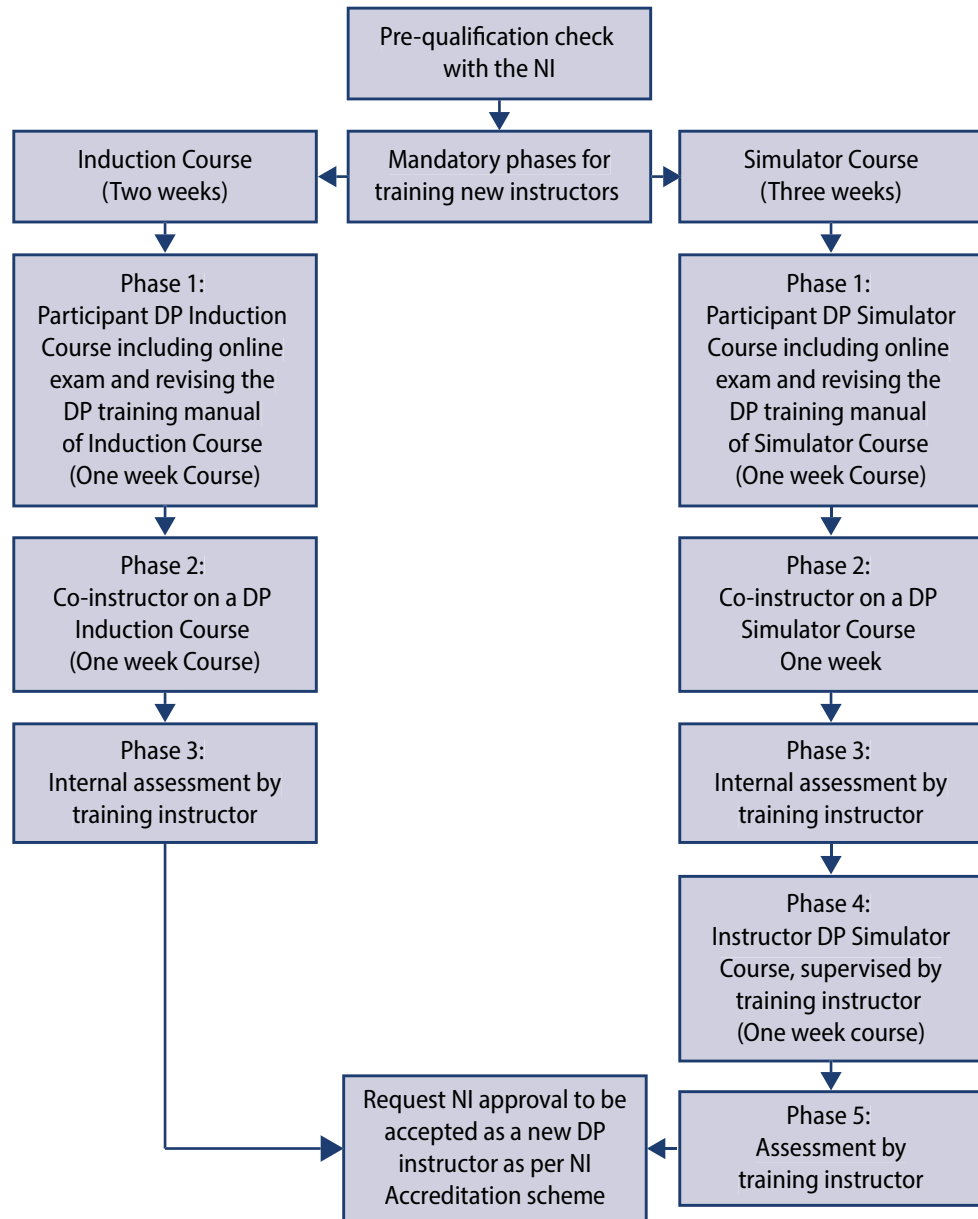 Pre-qualification check
with the NI
Induction Course
(Two weeks)
Mandatory phases for
training new instructors
Simulator Course
(Three weeks)
Phase 1:
Participant DP Induction
Course including online
exam and revising the
DP training manual
of Induction Course
(One week Course)
Phase 1:
Participant DP Simulator
Course including online
exam and revising the
DP training manual
of Simulator Course
(One week Course)
Phase 2:
Co-instructor on a DP
Induction Course
(One week Course)
Phase 2:
Co-instructor on a DP
Simulator Course
One week
Phase 3:
Internal assessment by
training instructor
Phase 3:
Internal assessment by
training instructor
Phase 4:
Instructor DP Simulator
Course, supervised by
training instructor
(One week course)
Request NI approval to be
accepted as a new DP
instructor as per NI
Accreditation scheme
Phase 5:
Assessment by
training instructor